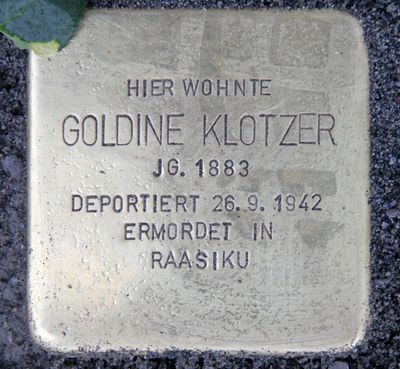 HIER WOHNTE
GOLDINE KLOTZER
JG. 1883
DEPORTIERT 26.9.1942
ERMORDET IN
RAASIKU